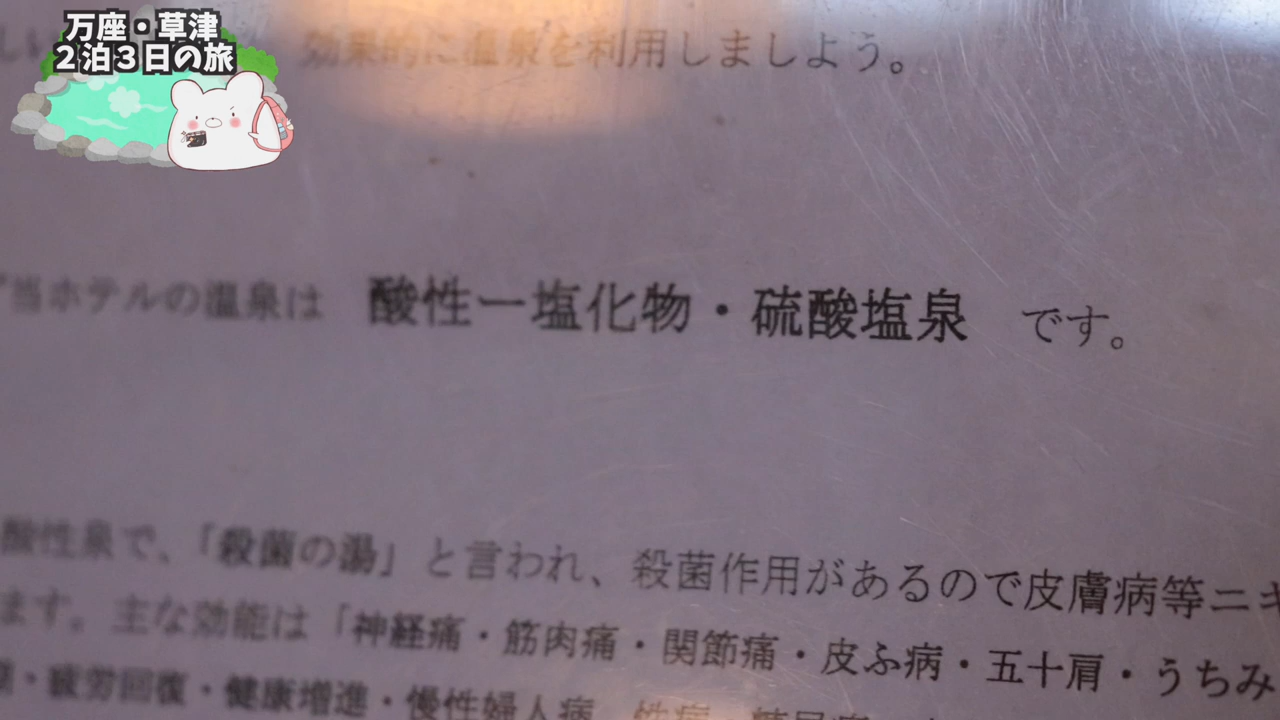 万座・草津
2泊3日の旅
効果的に温泉を利用しましょう。
当ホテルの温泉は 酸性ー塩化物・硫酸塩泉 です。
酸性泉で、「殺菌の湯」と言われ、殺菌作用があるので皮膚病等ニキ
ます。主な効能は「神経痛・筋肉痛・関節痛・皮ふ病・五十肩・うちみ
・疲労回復・健康増進・慢性婦人病